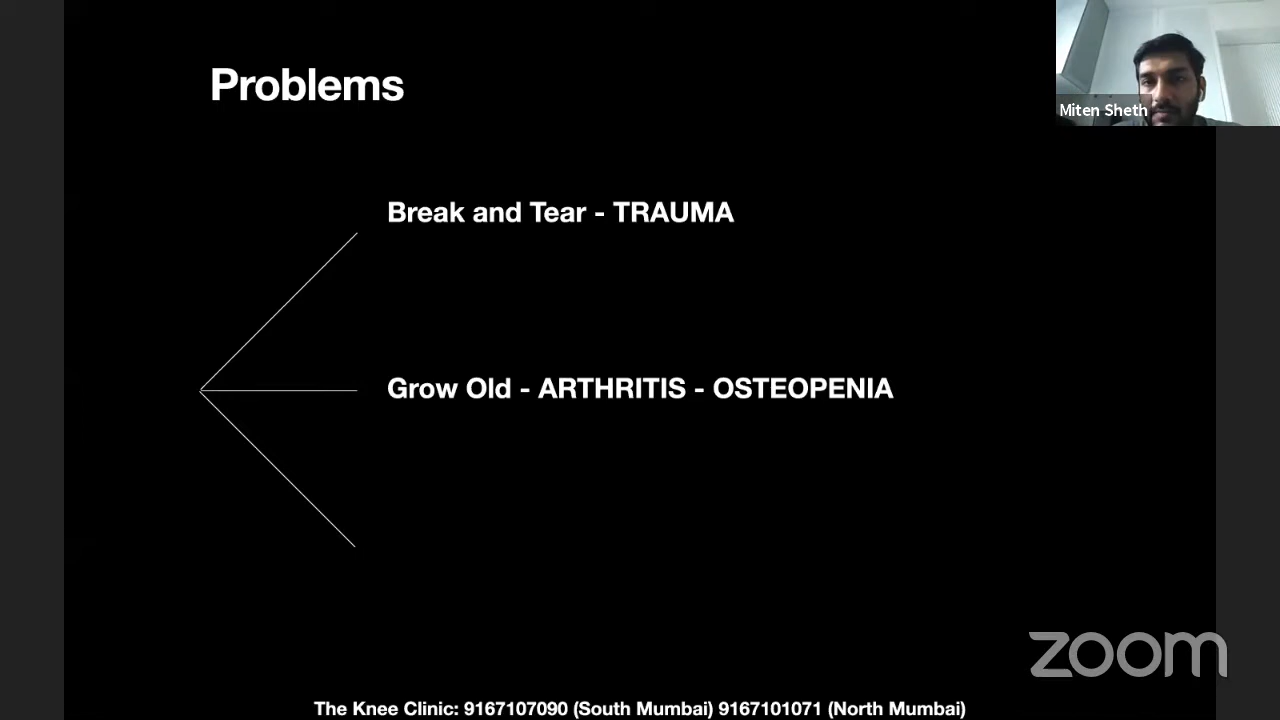 Problems
Miten Sheth
Break and Tear - TRAUMA
Grow Old - ARTHRITIS - OSTEOPENIA
zoom
The Knee Clinic: 9167107090 (South Mumbai) 9167101071 (North Mumbai)